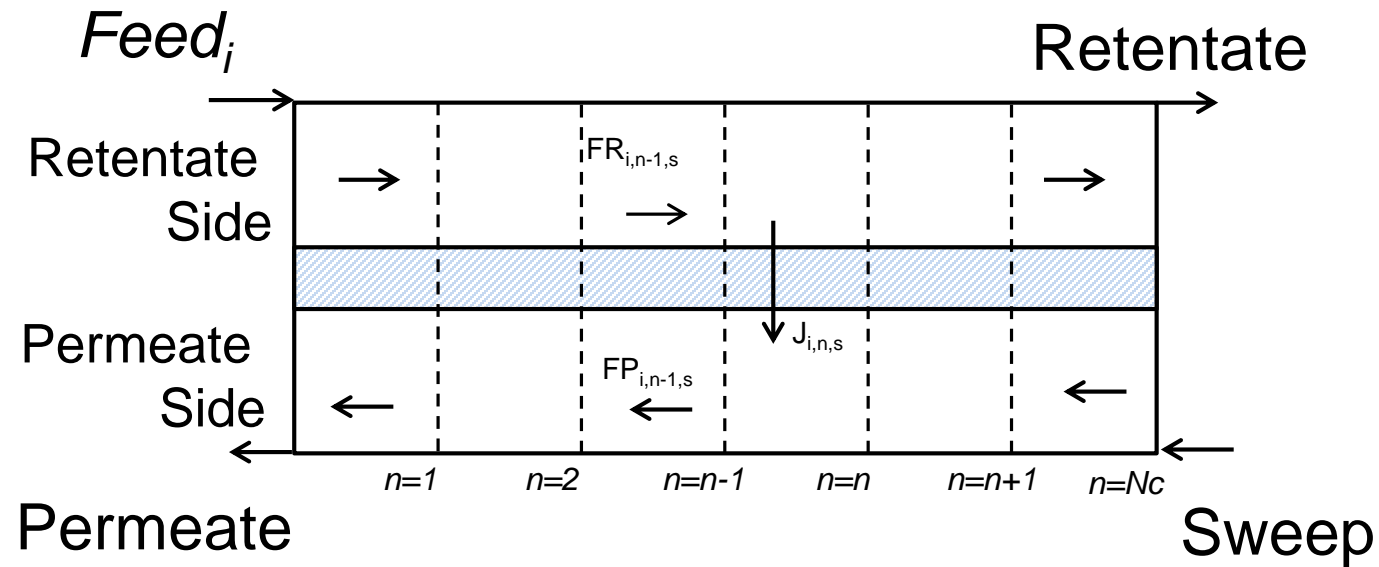 Feedᵢ
Retentate
Retentate
Side
FRi,n-1,s
Ji,n,s
Permeate
Side
FPi,n-1,s
n=1 n=2 n=n-1 n=n n=n+1 n=Nc
Permeate
Sweep